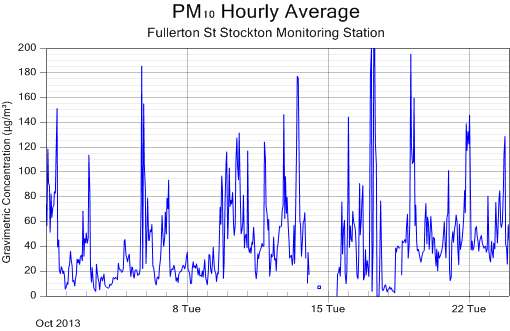 PM₁₀ Hourly Average
Fullerton St Stockton Monitoring Station
Gravimetric Concentration (µg/m³)
200
180
160
140
120
100
80
60
40
20
0
8 Tue 15 Tue 22 Tue
Oct 2013